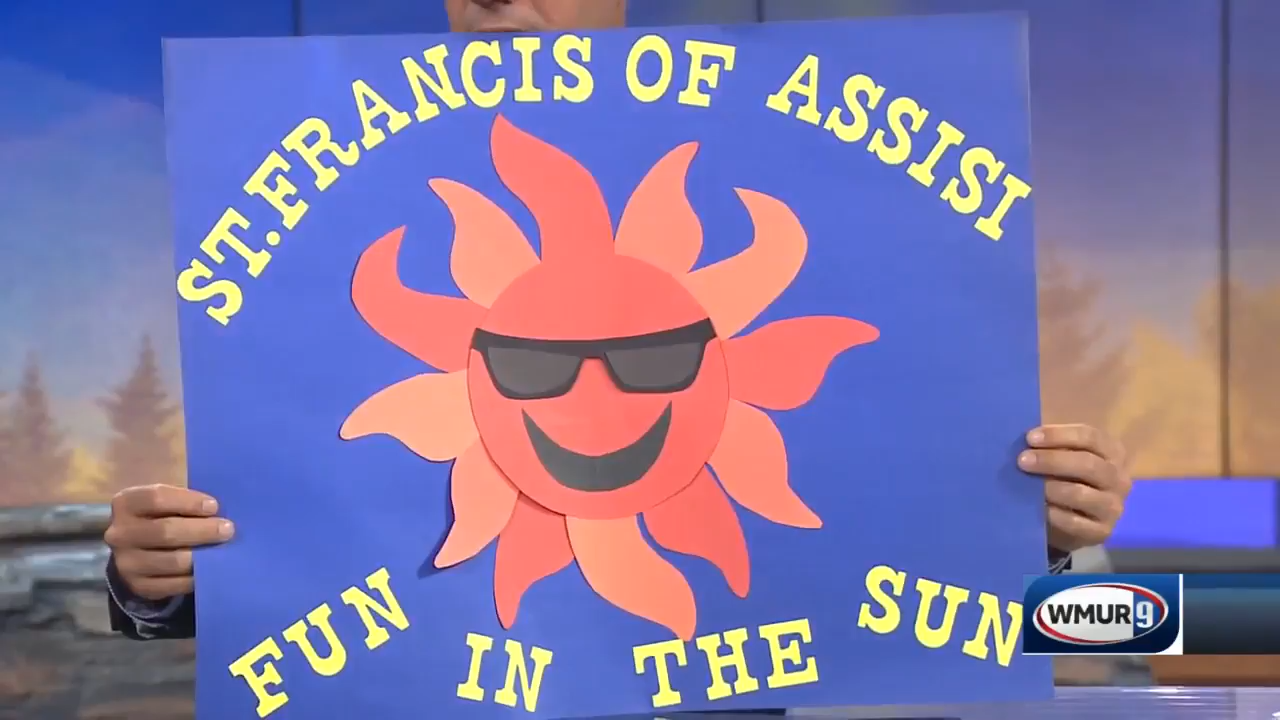 ST.FRANCIS OF ASSISI
FUN IN THE SUN
WMUR9